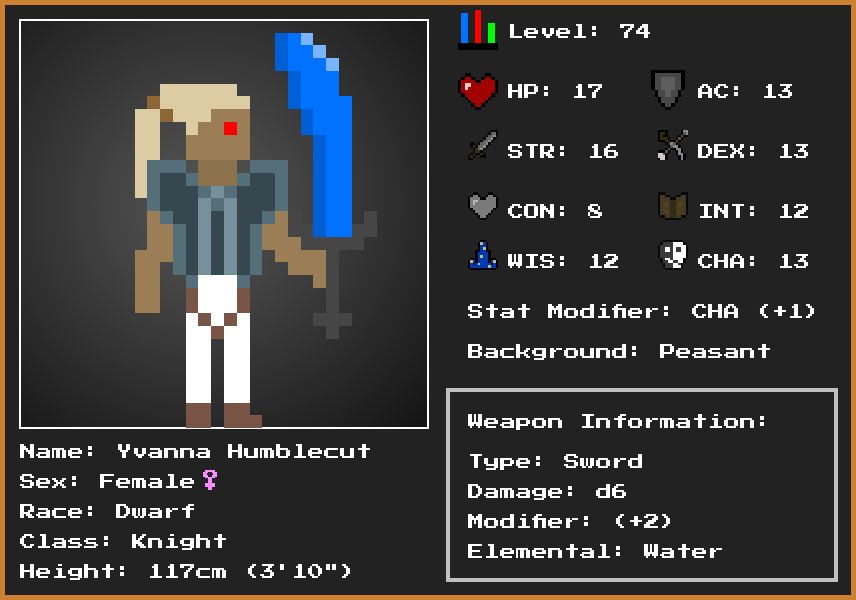 Level: 74
HP: 17 AC: 13
STR: 16 DEX: 13
CON: 8 INT: 12
WIS: 12 CHA: 13
Stat Modifier: CHA (+1)
Background: Peasant
Weapon Information:
Type: Sword
Damage: d6
Modifier: (+2)
Elemental: Water
Name: Yvanna Humblecut
Sex: Female♀
Race: Dwarf
Class: Knight
Height: 117cm (3'10")